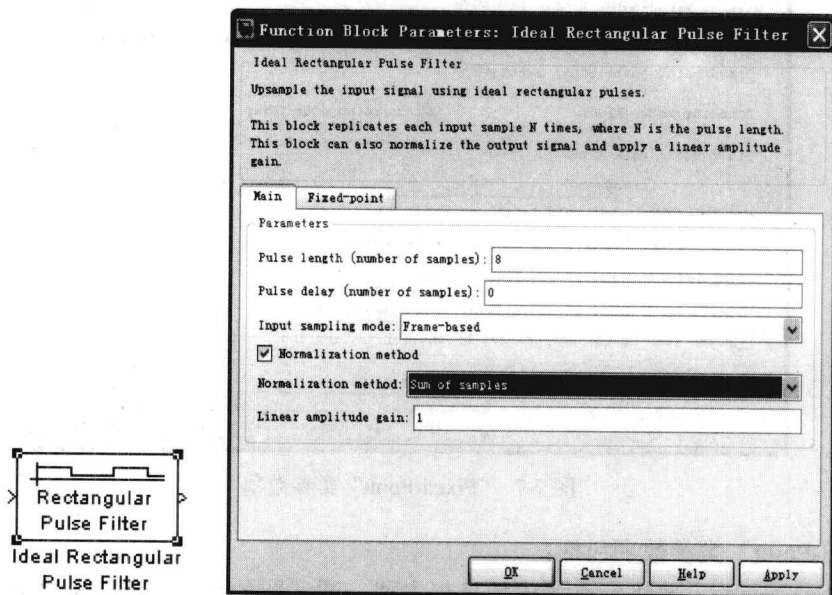 Function Block Parameters: Ideal Rectangular Pulse Filter
Ideal Rectangular Pulse Filter
Upsample the input signal using ideal rectangular pulses.
This block replicates each input sample N times, where N is the pulse length.
This block can also normalize the output signal and apply a linear amplitude
gain.
Main Fixed-point
Parameters
Pulse length (number of samples): 8
Pulse delay (number of samples): 0
Input sampling mode: Frame-based
Normalization method
Normalization method: Sum of samples
Linear amplitude gain: 1
OK Cancel Help Apply
Rectangular
Pulse Filter
Ideal Rectangular
Pulse Filter